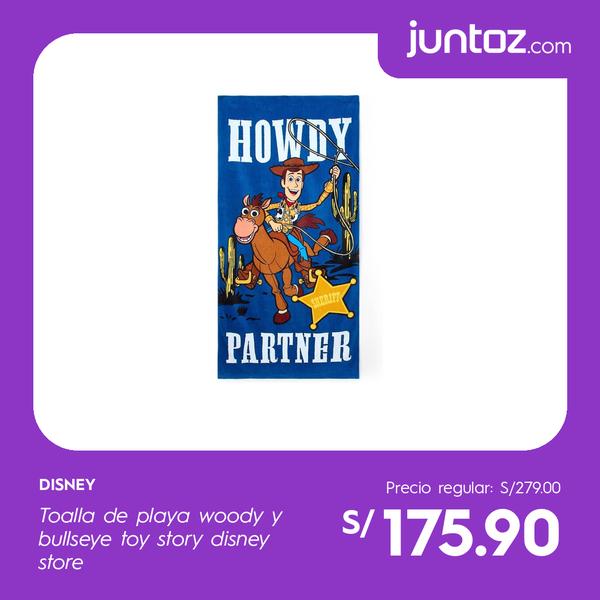 juntoz.com
HOWDY
SHERIFF
PARTNER
DISNEY
Toalla de playa woody y
bullseye toy story disney
store
Precio regular: S/279.00
S/175.90